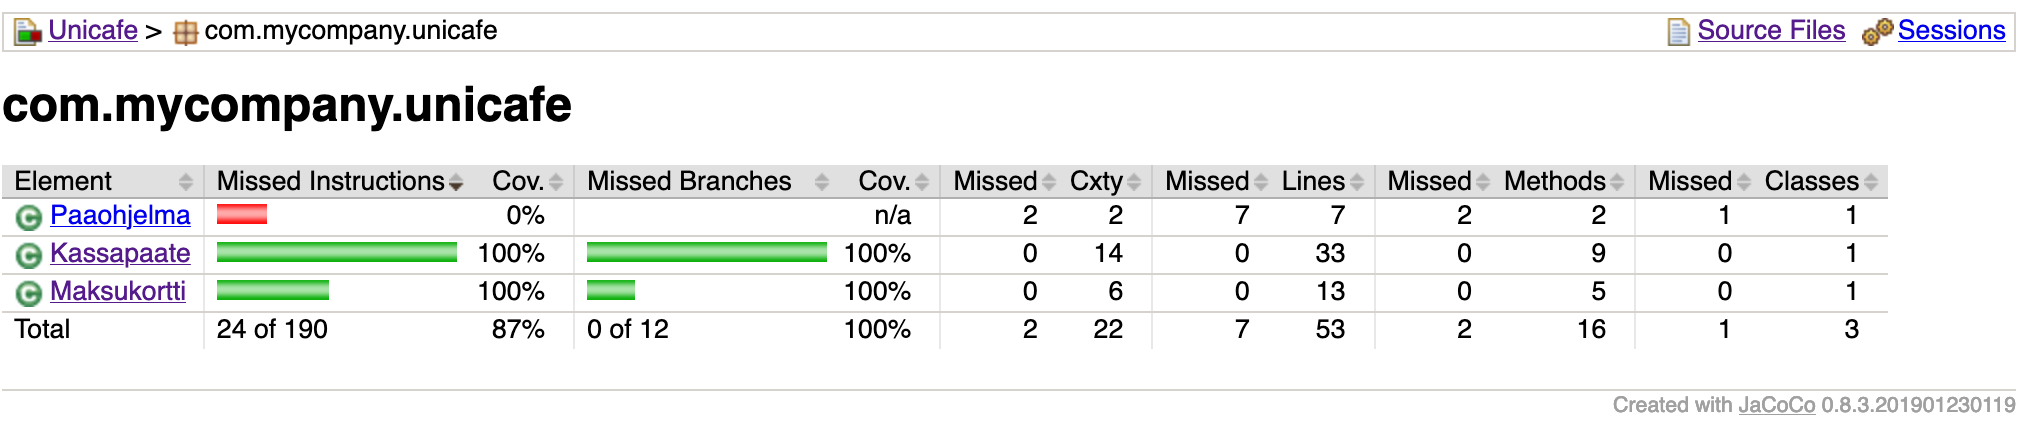 Unicafe > com.mycompany.unicafe Source Files Sessions
com.mycompany.unicafe
Element Missed Instructions Cov. Missed Branches Cov. Missed Cxty Missed Lines Missed Methods Missed Classes
C Paaohjelma 0% n/a 2 2 7 7 2 2 1 1
C Kassapaate 100% 100% 0 14 0 33 0 9 0 1
C Maksukortti 100% 100% 0 6 0 13 0 5 0 1
Total 24 of 190 87% 0 of 12 100% 2 22 7 53 2 16 1 3
Created with JaCoCo 0.8.3.201901230119